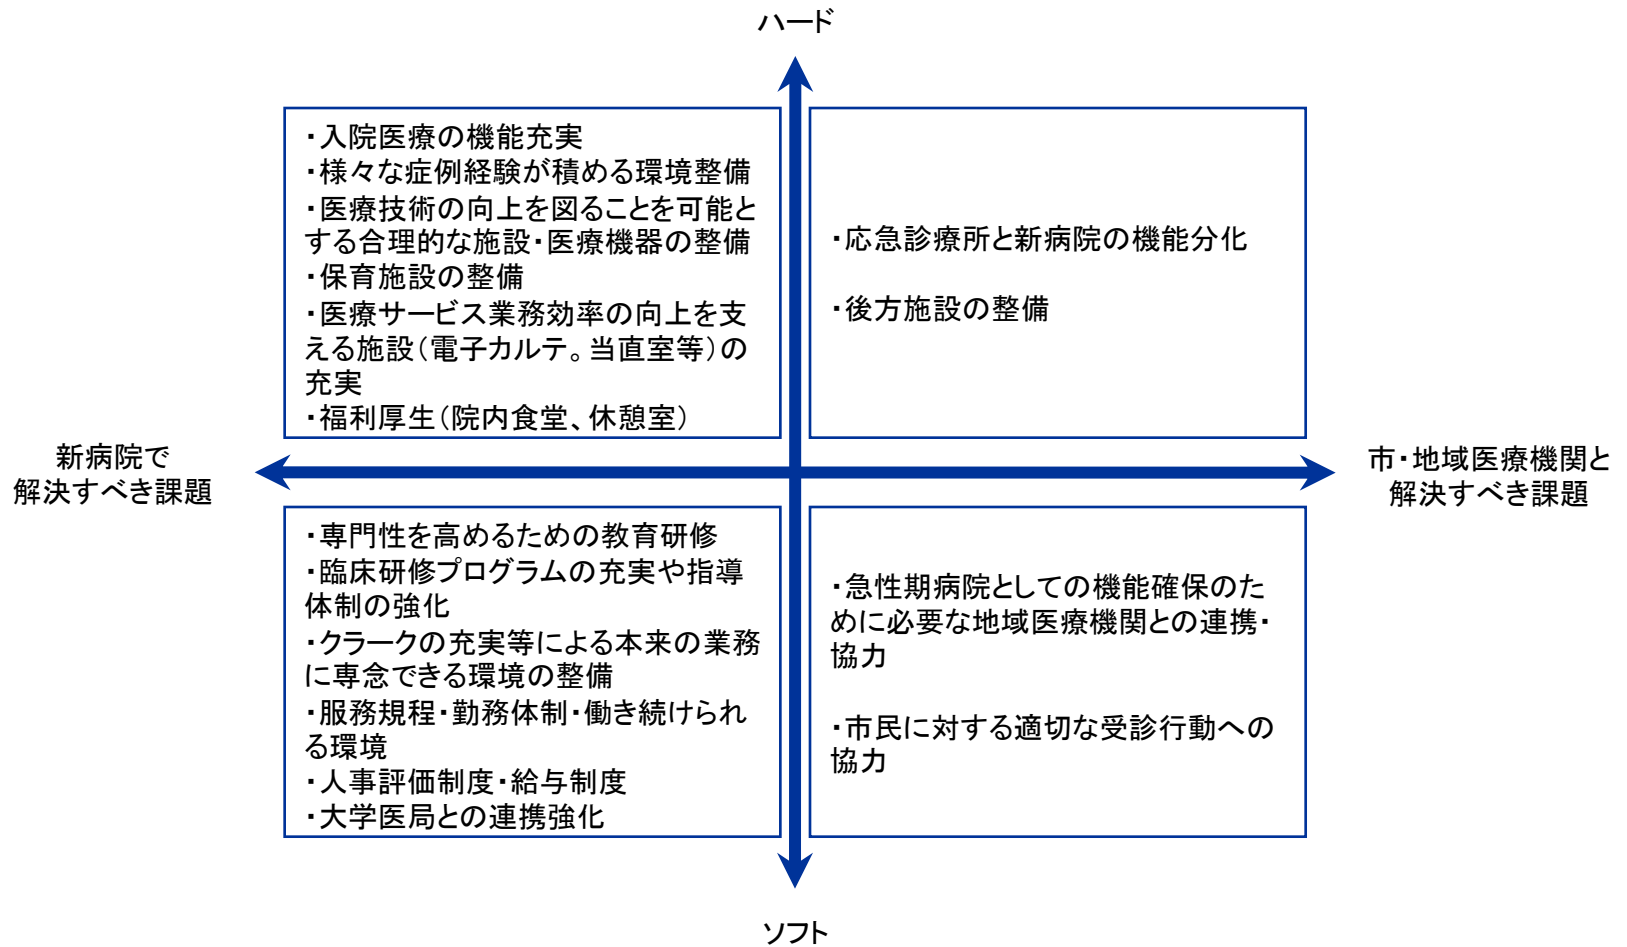 ハード
・入院医療の機能充実
・様々な症例経験が積める環境整備
・医療技術の向上を図ることを可能と
する合理的な施設・医療機器の整備
・保育施設の整備
・医療サービス業務効率の向上を支
える施設（電子カルテ。当直室等）の
充実
・福利厚生（院内食堂、休憩室）
・応急診療所と新病院の機能分化
・後方施設の整備
新病院で
解決すべき課題
市・地域医療機関と
解決すべき課題
・専門性を高めるための教育研修
・臨床研修プログラムの充実や指導
体制の強化
・クラークの充実等による本来の業務
に専念できる環境の整備
・服務規程・勤務体制・働き続けられ
る環境
・人事評価制度・給与制度
・大学医局との連携強化
・急性期病院としての機能確保のた
めに必要な地域医療機関との連携・
協力
・市民に対する適切な受診行動への
協力
ソフト